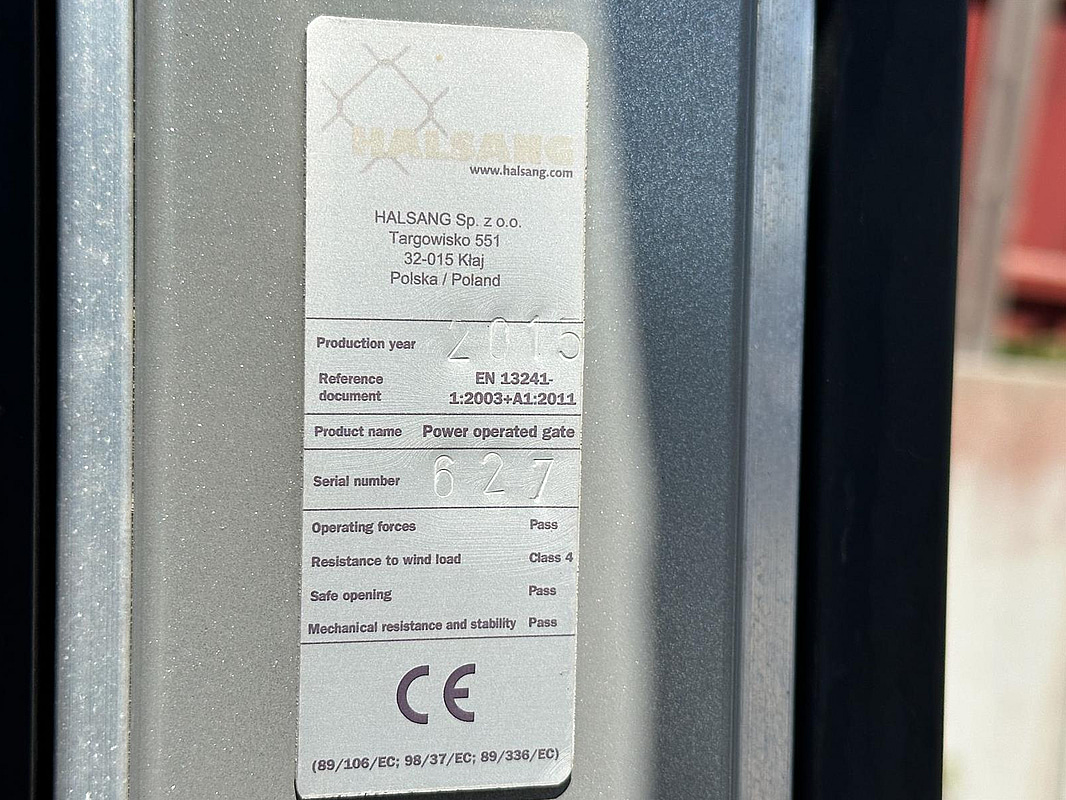 HALSANG
www.halsang.com
HALSANG Sp. z o.o.
Targowisko 551
32-015 Kłaj
Polska / Poland
Production year 2015
Reference document EN 13241-
1:2003+A1:2011
Product name Power operated gate
Serial number 627
Operating forces Pass
Resistance to wind load Class 4
Safe opening Pass
Mechanical resistance and stability Pass
CE
(89/106/EC; 98/37/EC; 89/336/EC)